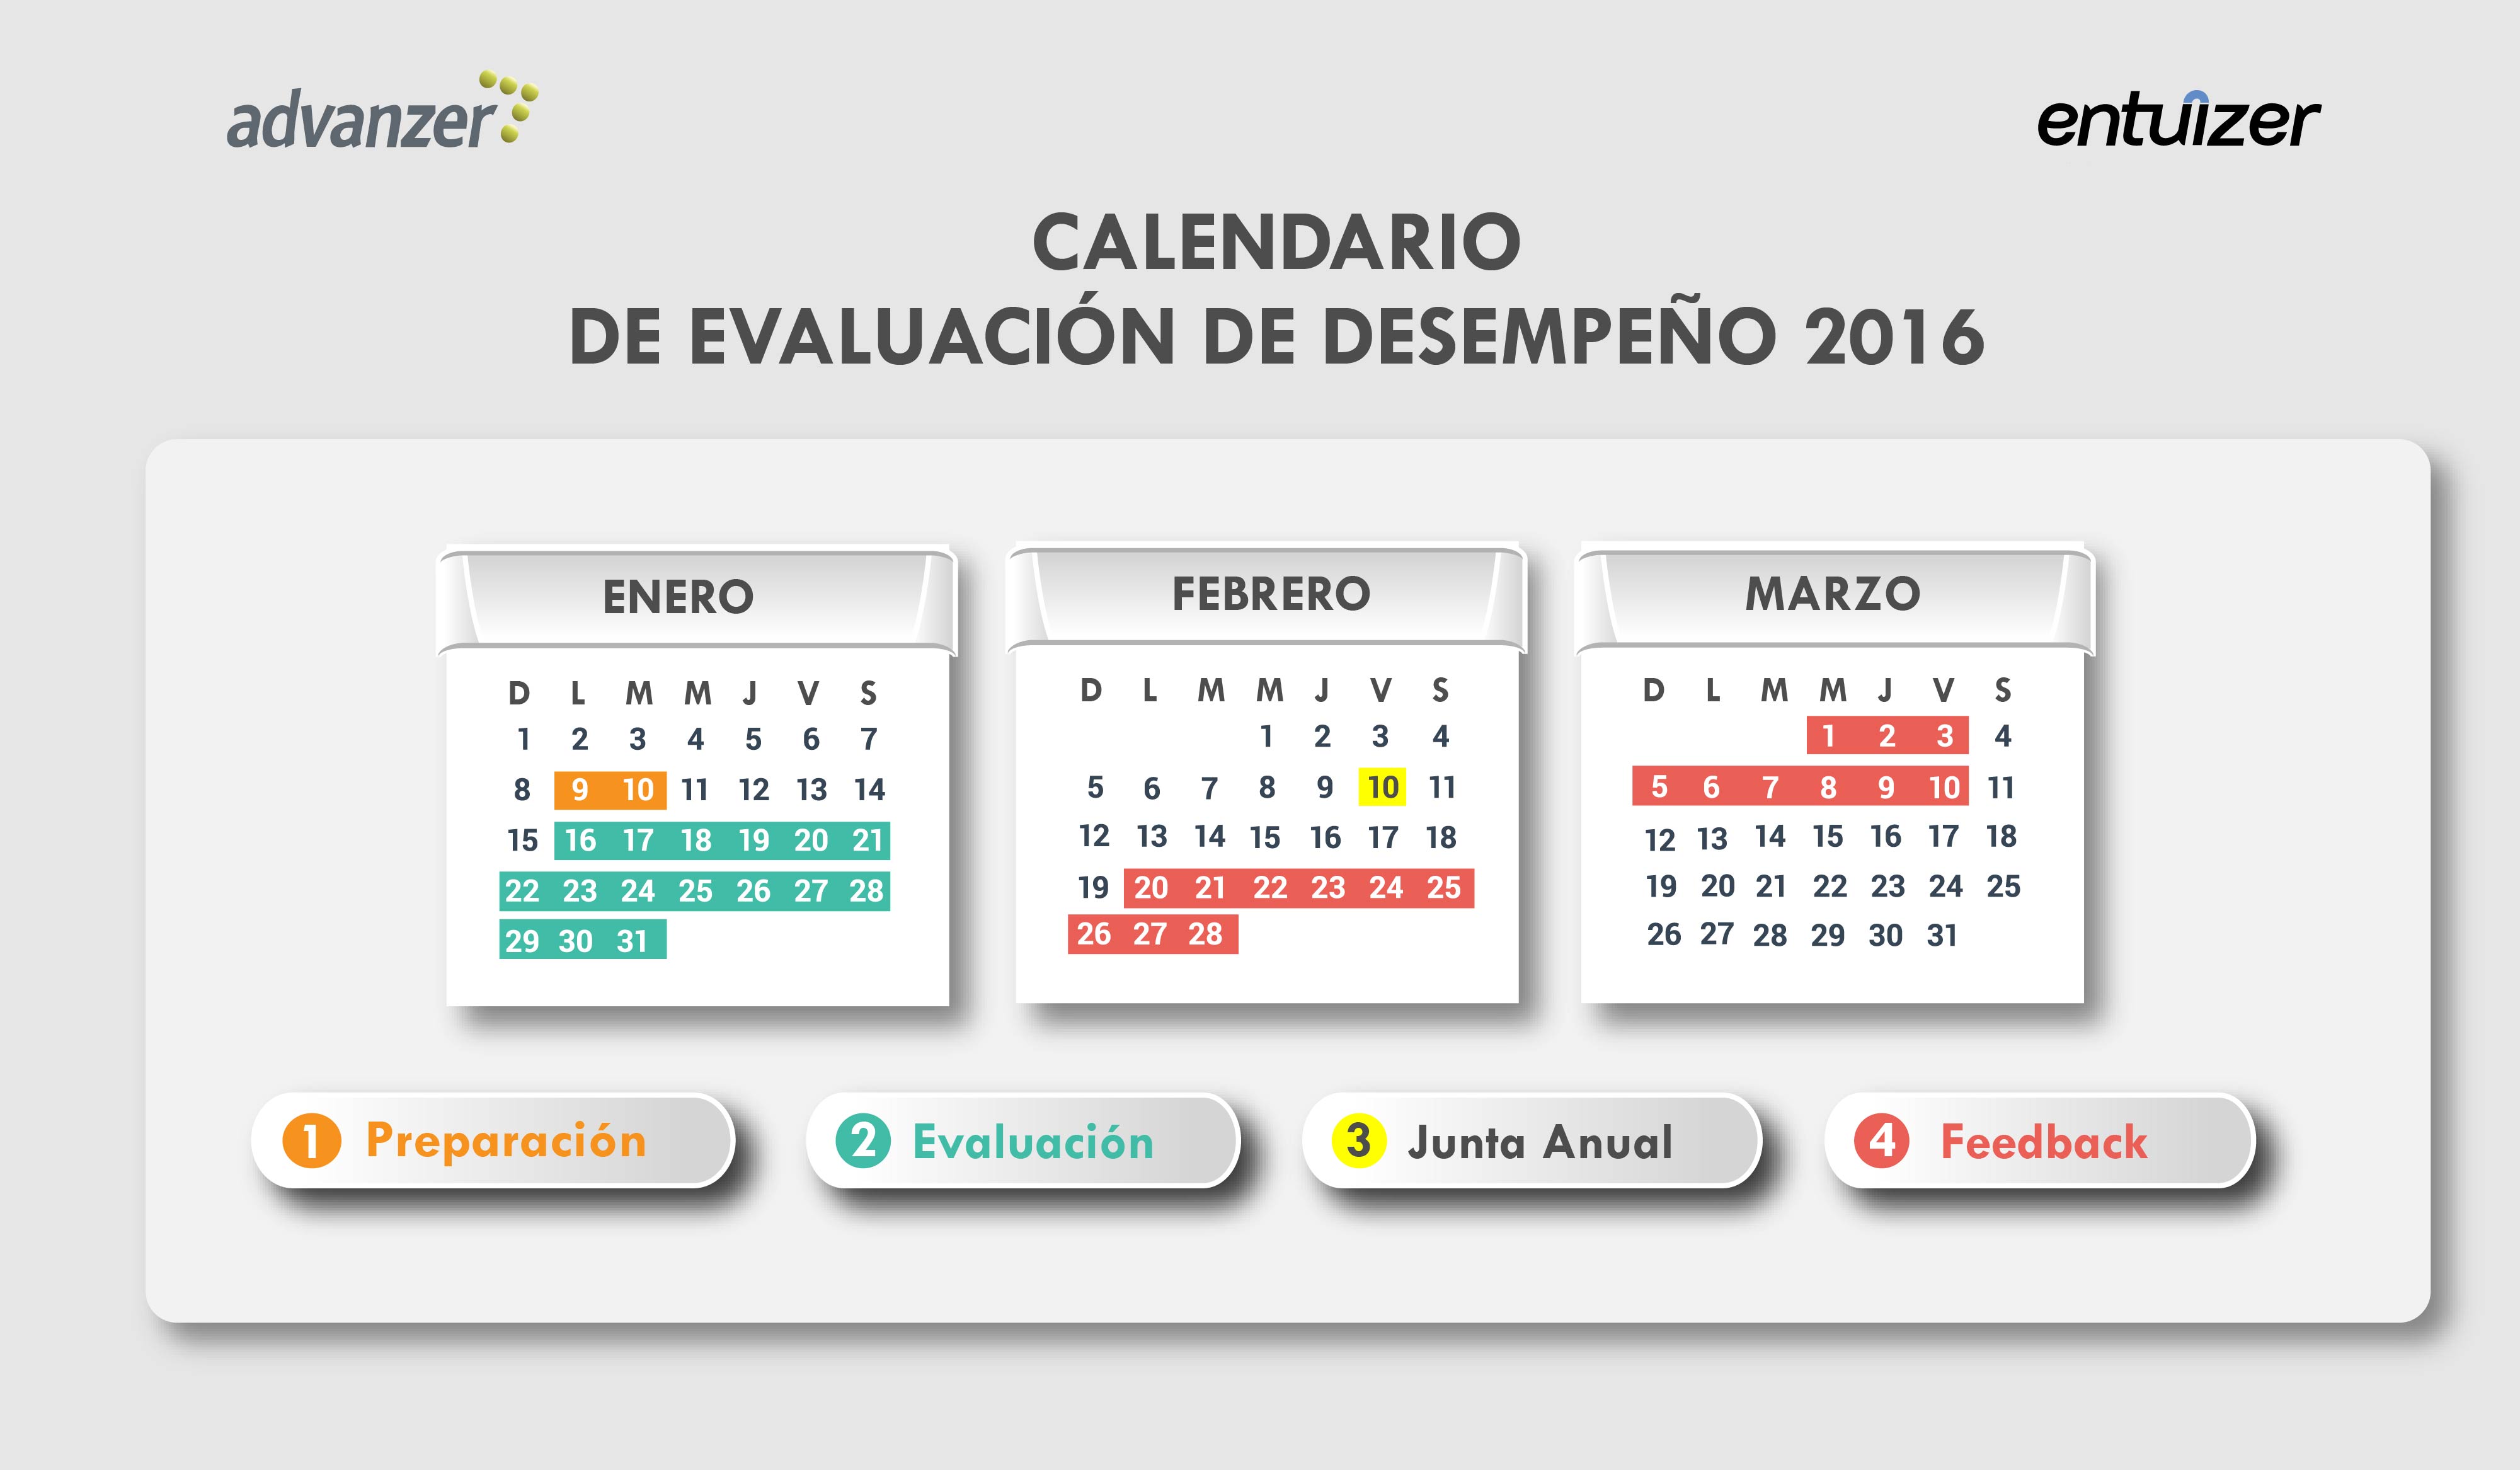 advanzer
entuizer
CALENDARIO
DE EVALUACIÓN DE DESEMPEÑO 2016
ENERO
D L M M J V S
1 2 3 4 5 6 7
8 9 10 11 12 13 14
15 16 17 18 19 20 21
22 23 24 25 26 27 28
29 30 31
FEBRERO
D L M M J V S
1 2 3 4
5 6 7 8 9 10 11
12 13 14 15 16 17 18
19 20 21 22 23 24 25
26 27 28
MARZO
D L M M J V S
1 2 3 4
5 6 7 8 9 10 11
12 13 14 15 16 17 18
19 20 21 22 23 24 25
26 27 28 29 30 31
1 Preparación
2 Evaluación
3 Junta Anual
4 Feedback